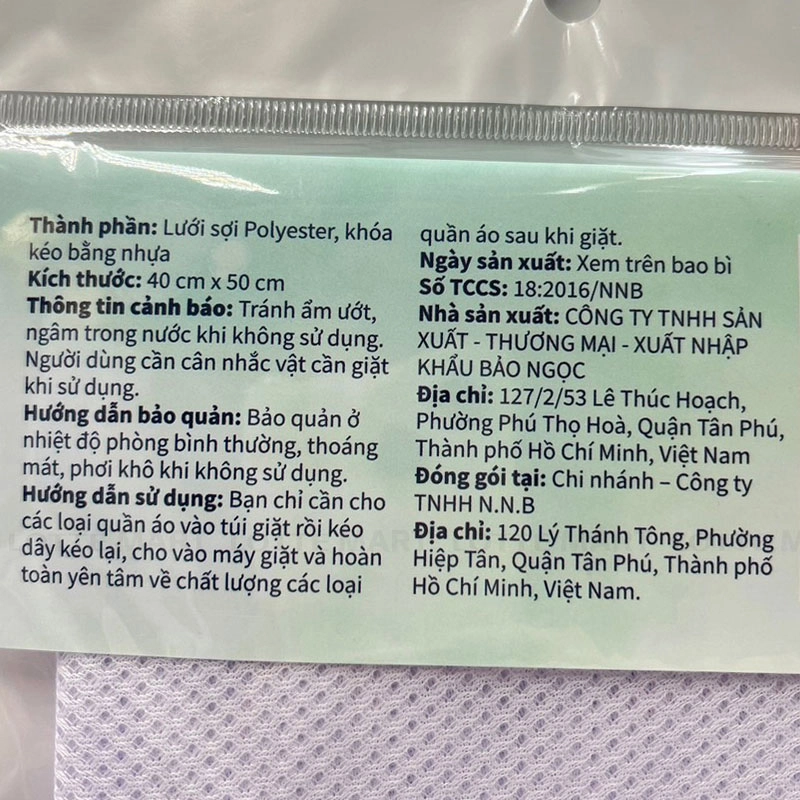 Thành phần: Lưới sợi Polyester, khóa
kéo bằng nhựa
Kích thước: 40 cm x 50 cm
Thông tin cảnh báo: Tránh ẩm ướt,
ngâm trong nước khi không sử dụng.
Người dùng cần cân nhắc vật cần giặt
khi sử dụng.
Hướng dẫn bảo quản: Bảo quản ở
nhiệt độ phòng bình thường, thoáng
mát, phơi khô khi không sử dụng.
Hướng dẫn sử dụng: Bạn chỉ cần cho
các loại quần áo vào túi giặt rồi kéo
dây kéo lại, cho vào máy giặt và hoàn
toàn yên tâm về chất lượng các loại
quần áo sau khi giặt.
Ngày sản xuất: Xem trên bao bì
Số TCCS: 18:2016/NNB
Nhà sản xuất: CÔNG TY TNHH SẢN
XUẤT - THƯƠNG MẠI - XUẤT NHẬP
KHẨU BẢO NGỌC
Địa chỉ: 127/2/53 Lê Thúc Hoạch,
Phường Phú Thọ Hoà, Quận Tân Phú,
Thành phố Hồ Chí Minh, Việt Nam
Đóng gói tại: Chi nhánh – Công ty
TNHH N.N.B
Địa chỉ: 120 Lý Thánh Tông, Phường
Hiệp Tân, Quận Tân Phú, Thành phố
Hồ Chí Minh, Việt Nam.